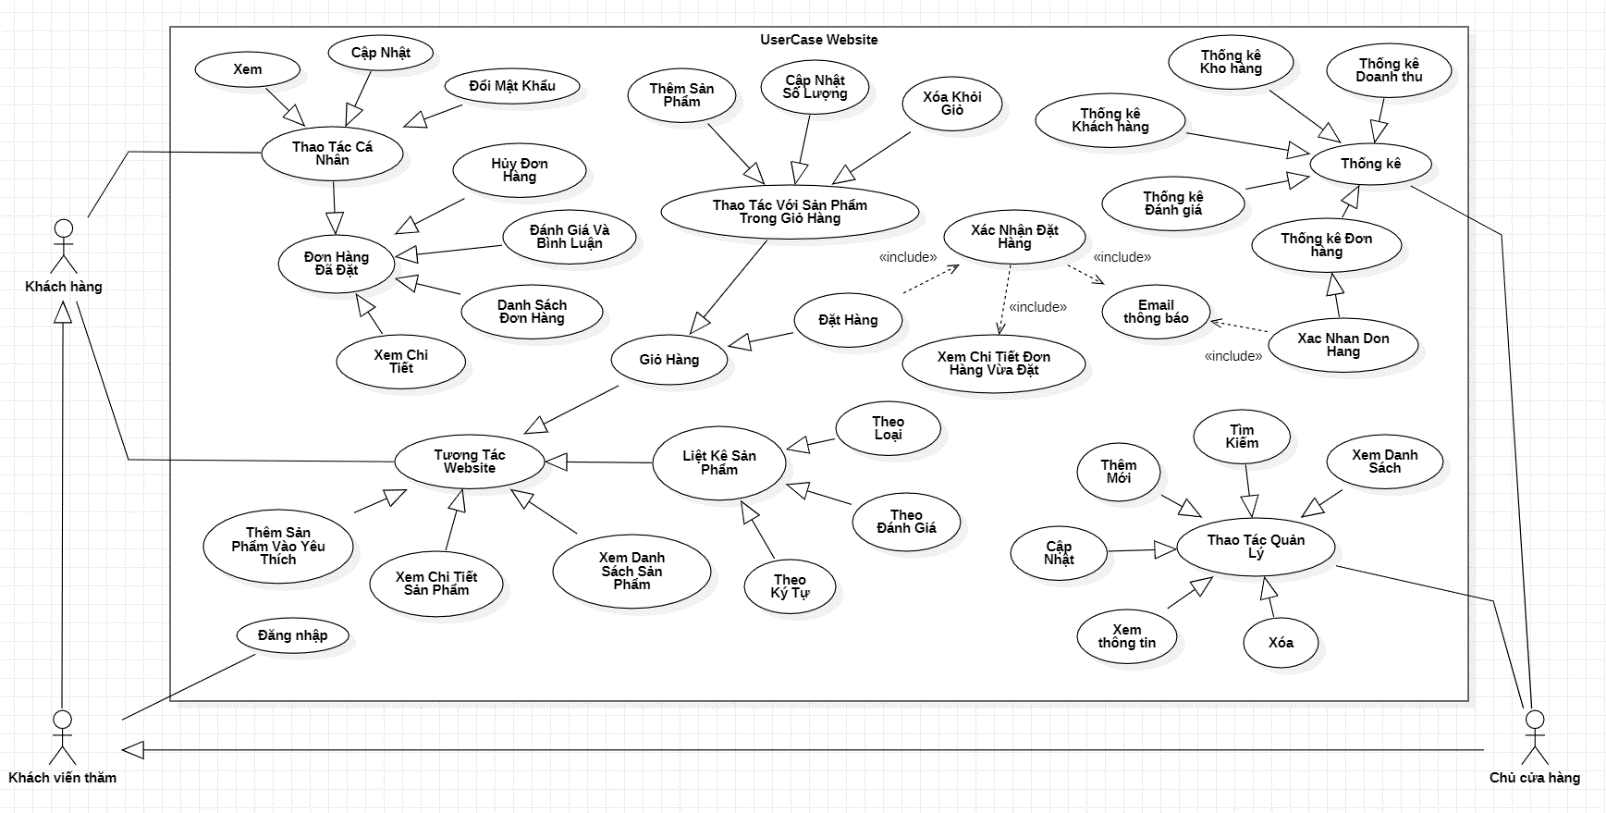 UserCase Website
Xem
Cập Nhật
Đổi Mật Khẩu
Thao Tác Cá
Nhân
Hủy Đơn
Hàng
Đánh Giá Và
Bình Luận
Đơn Hàng
Đã Đặt
Danh Sách
Đơn Hàng
Xem Chi
Tiết
Thêm Sản
Phẩm
Cập Nhật
Số Lượng
Xóa Khỏi
Giỏ
Thao Tác Với Sản Phẩm
Trong Giỏ Hàng
Xác Nhận Đặt
Hàng
«include»
«include»
«include»
Đặt Hàng
Giỏ Hàng
Xem Chi Tiết Đơn
Hàng Vừa Đặt
Email
thông báo
«include»
Thống kê
Kho hàng
Thống kê
Doanh thu
Thống kê
Khách hàng
Thống kê
Thống kê
Đánh giá
Thống kê Đơn
hàng
Xac Nhan Don
Hang
Khách hàng
Tương Tác
Website
Liệt Kê Sản
Phẩm
Theo
Loại
Theo
Đánh Giá
Theo
Ký Tự
Thêm Sản
Phẩm Vào Yêu
Thích
Xem Chi Tiết
Sản Phẩm
Xem Danh
Sách Sản
Phẩm
Tìm
Kiếm
Thêm
Mới
Xem Danh
Sách
Cập
Nhật
Thao Tác Quản
Lý
Xem
thông tin
Xóa
Đăng nhập
Khách viến thăm
Chủ cửa hàng